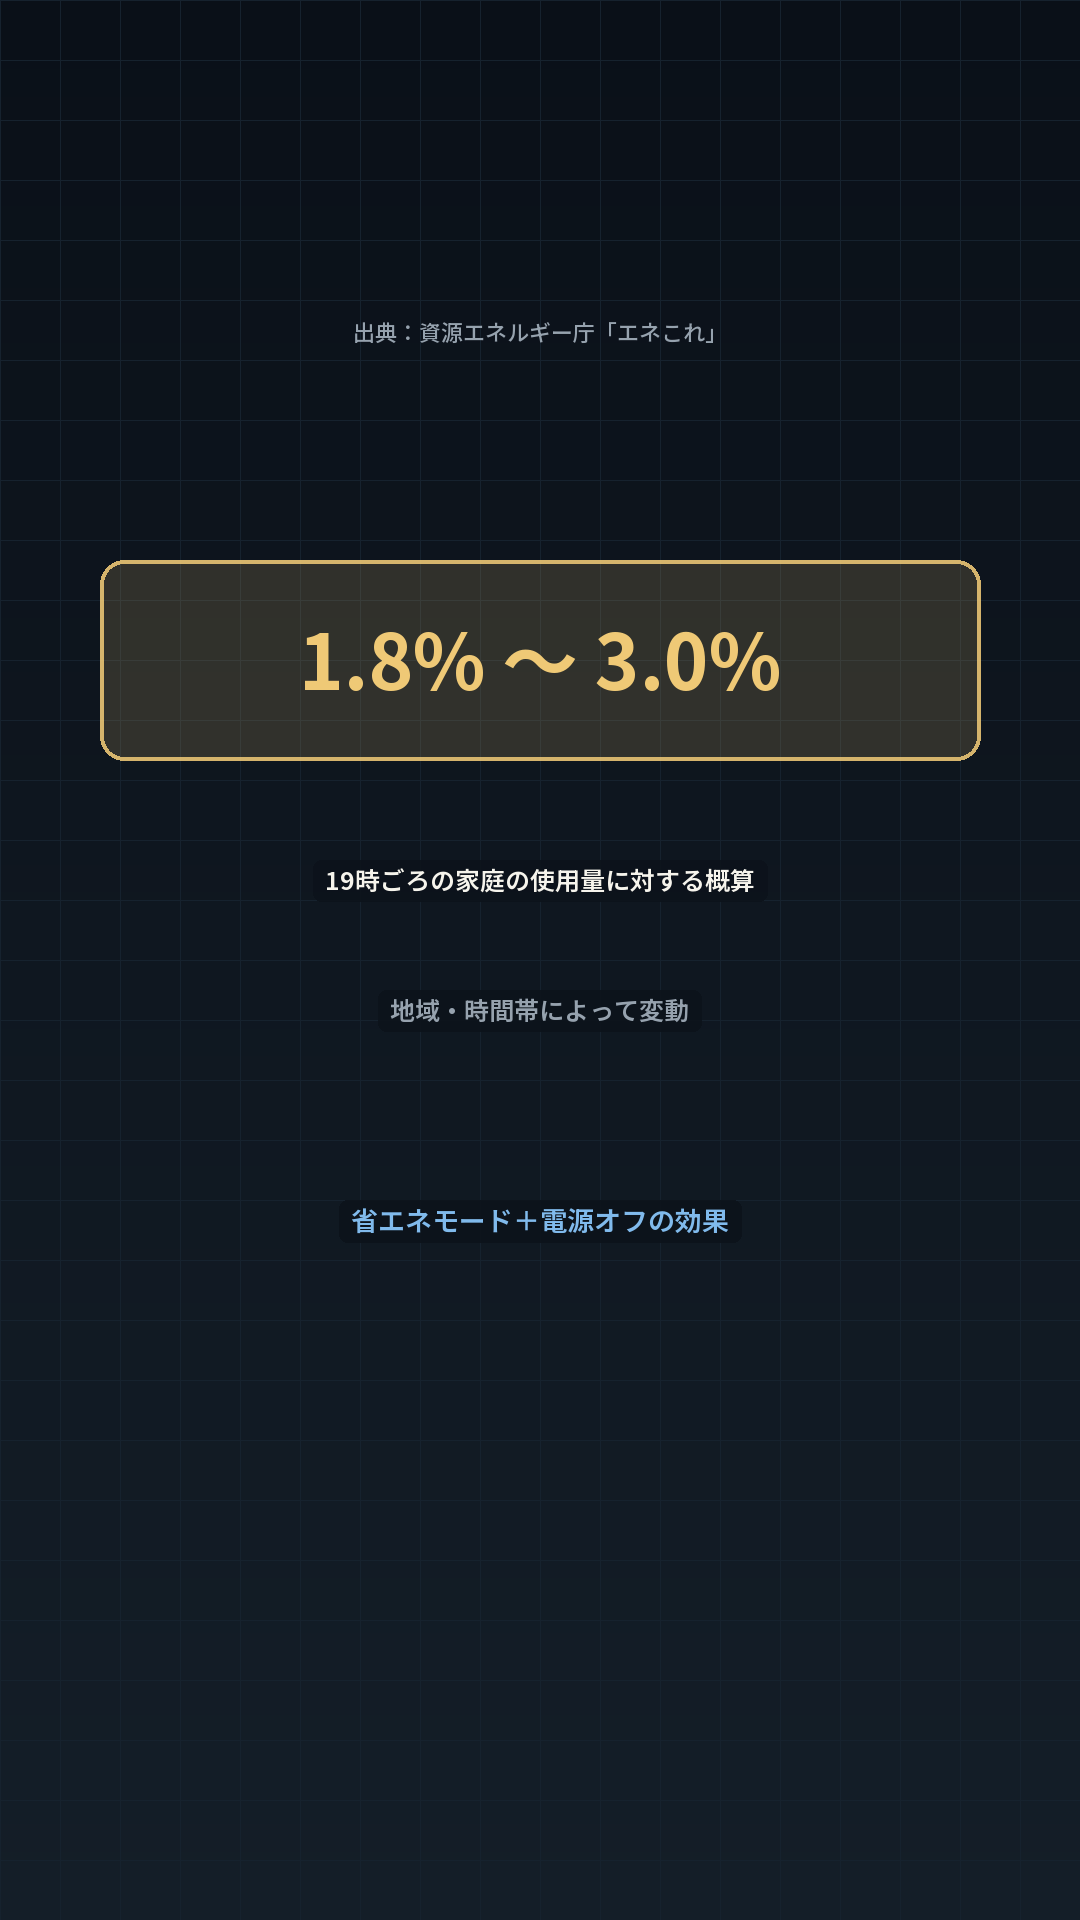 出典：資源エネルギー庁「エネこれ」
1.8% 〜 3.0%
19時ごろの家庭の使用量に対する概算
地域・時間帯によって変動
省エネモード＋電源オフの効果